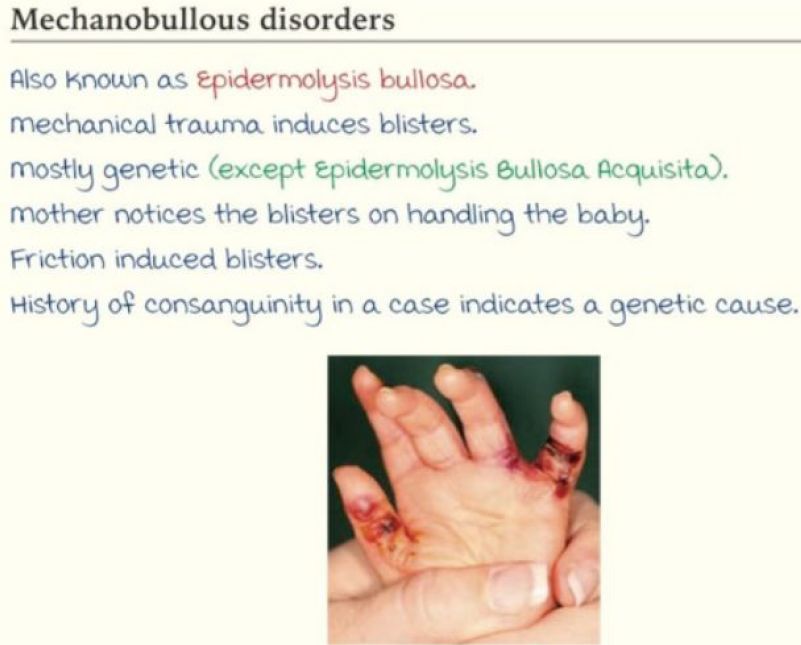 Mechanobullous disorders
Also known as Epidermolysis bullosa.
mechanical trauma induces blisters.
mostly genetic (except Epidermolysis Bullosa Acquisita).
mother notices the blisters on handling the baby.
Friction induced blisters.
History of consanguinity in a case indicates a genetic cause.